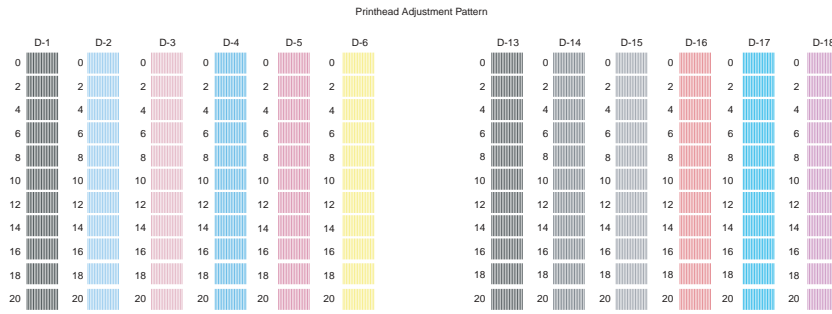 Printhead Adjustment Pattern
D-1 D-2 D-3 D-4 D-5 D-6 D-13 D-14 D-15 D-16 D-17 D-18
0 0 0 0 0 0 0 0 0 0 0 0
2 2 2 2 2 2 2 2 2 2 2 2
4 4 4 4 4 4 4 4 4 4 4 4
6 6 6 6 6 6 6 6 6 6 6 6
8 8 8 8 8 8 8 8 8 8 8 8
10 10 10 10 10 10 10 10 10 10 10 10
12 12 12 12 12 12 12 12 12 12 12 12
14 14 14 14 14 14 14 14 14 14 14 14
16 16 16 16 16 16 16 16 16 16 16 16
18 18 18 18 18 18 18 18 18 18 18 18
20 20 20 20 20 20 20 20 20 20 20 20